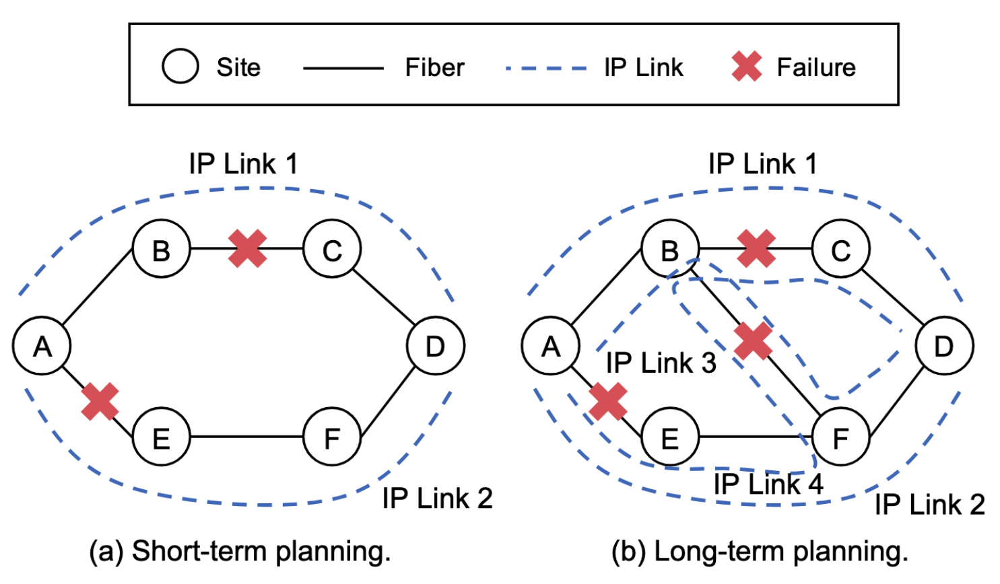 Site Fiber IP Link Failure
IP Link 1
B
C
A
D
E
F
IP Link 2
(a) Short-term planning.
IP Link 1
B
C
A
IP Link 3
D
E
F
IP Link 4
IP Link 2
(b) Long-term planning.